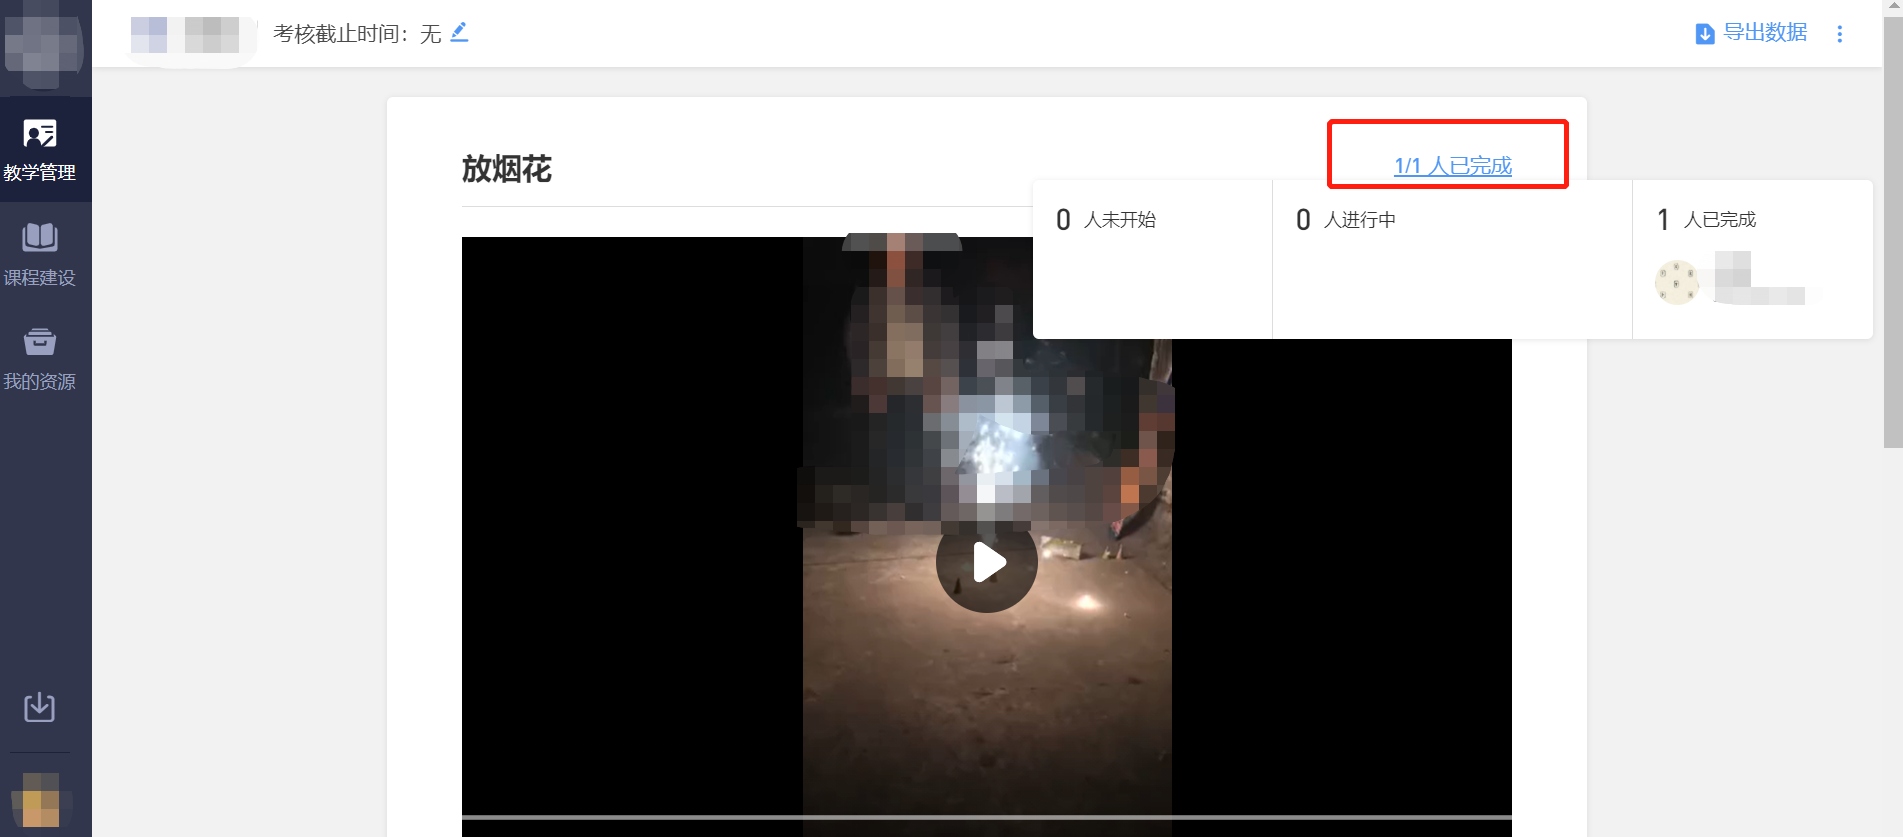 考核截止时间：无
导出数据
教学管理
课程建设
我的资源
放烟花
1/1 人已完成
0 人未开始
0 人进行中
1 人已完成